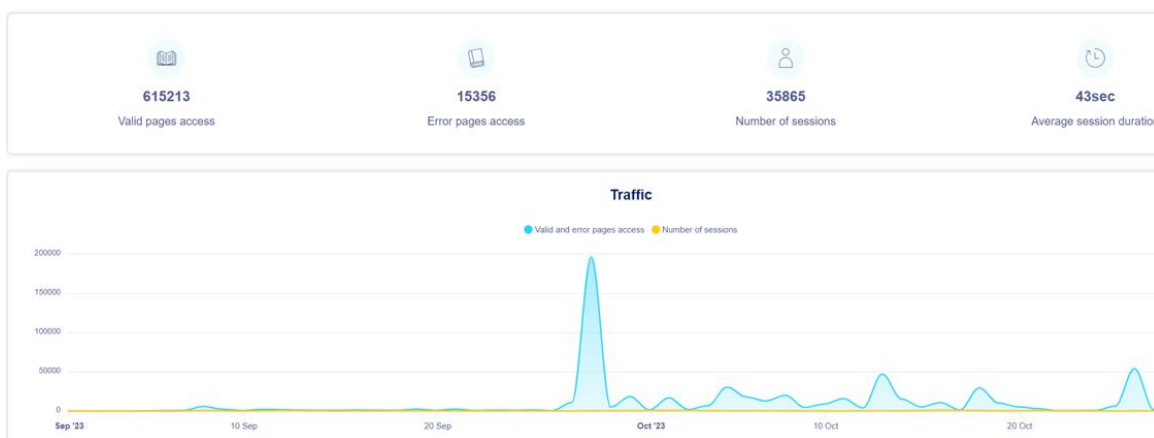 615213 15356 35865 43sec
Valid pages access Error pages access Number of sessions Average session duratio
Traffic
Valid and error pages access Number of sessions
200000
150000
100000
50000
0
Sep '23 10 Sep 20 Sep Oct '23 10 Oct 20 Oct